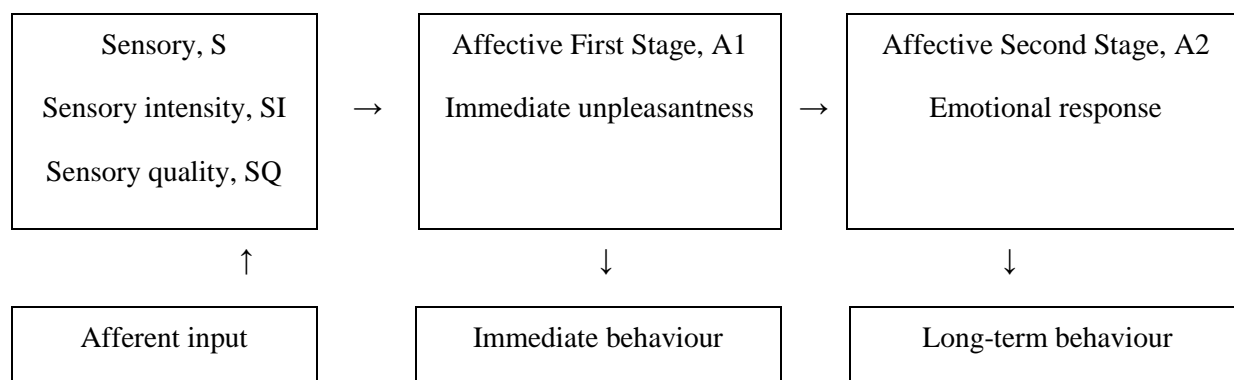 Sensory, S
Sensory intensity, SI
Sensory quality, SQ
→
Affective First Stage, A1
Immediate unpleasantness
→
Affective Second Stage, A2
Emotional response
↑
↓
↓
Afferent input
Immediate behaviour
Long-term behaviour